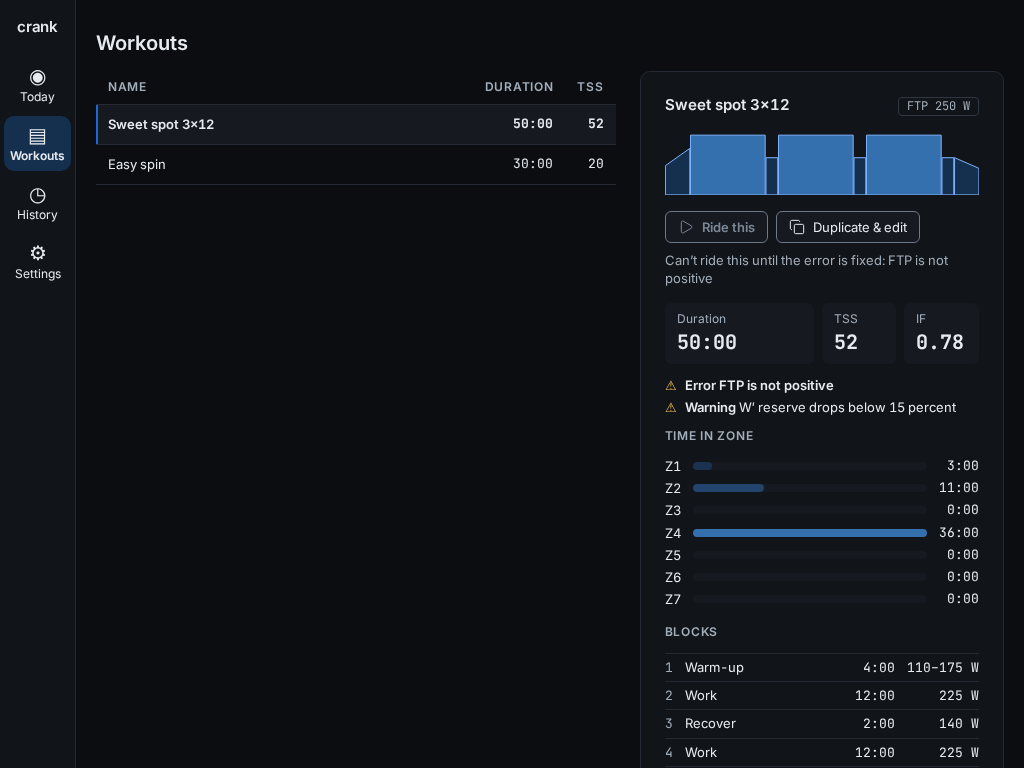 crank
Today
Workouts
History
Settings
Workouts
NAME DURATION TSS
Sweet spot 3×12 50:00 52
Easy spin 30:00 20
Sweet spot 3×12 FTP 250 W
Ride this Duplicate & edit
Can't ride this until the error is fixed: FTP is not
positive
Duration TSS IF
50:00 52 0.78
Error FTP is not positive
Warning W′ reserve drops below 15 percent
TIME IN ZONE
Z1 3:00
Z2 11:00
Z3 0:00
Z4 36:00
Z5 0:00
Z6 0:00
Z7 0:00
BLOCKS
1 Warm-up 4:00 110–175 W
2 Work 12:00 225 W
3 Recover 2:00 140 W
4 Work 12:00 225 W